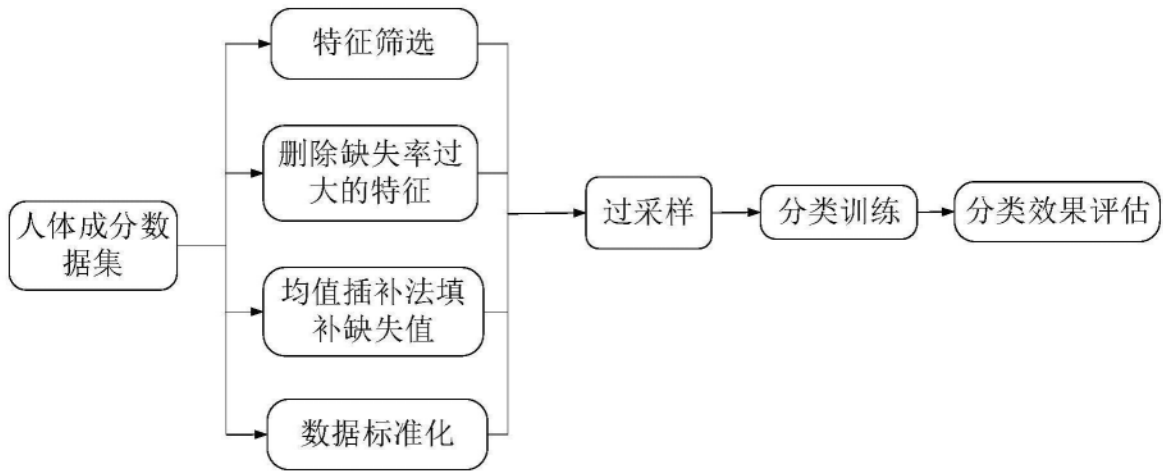 人体成分数
据集
特征筛选
删除缺失率过
大的特征
均值插补法填
补缺失值
数据标准化
过采样
分类训练
分类效果评估